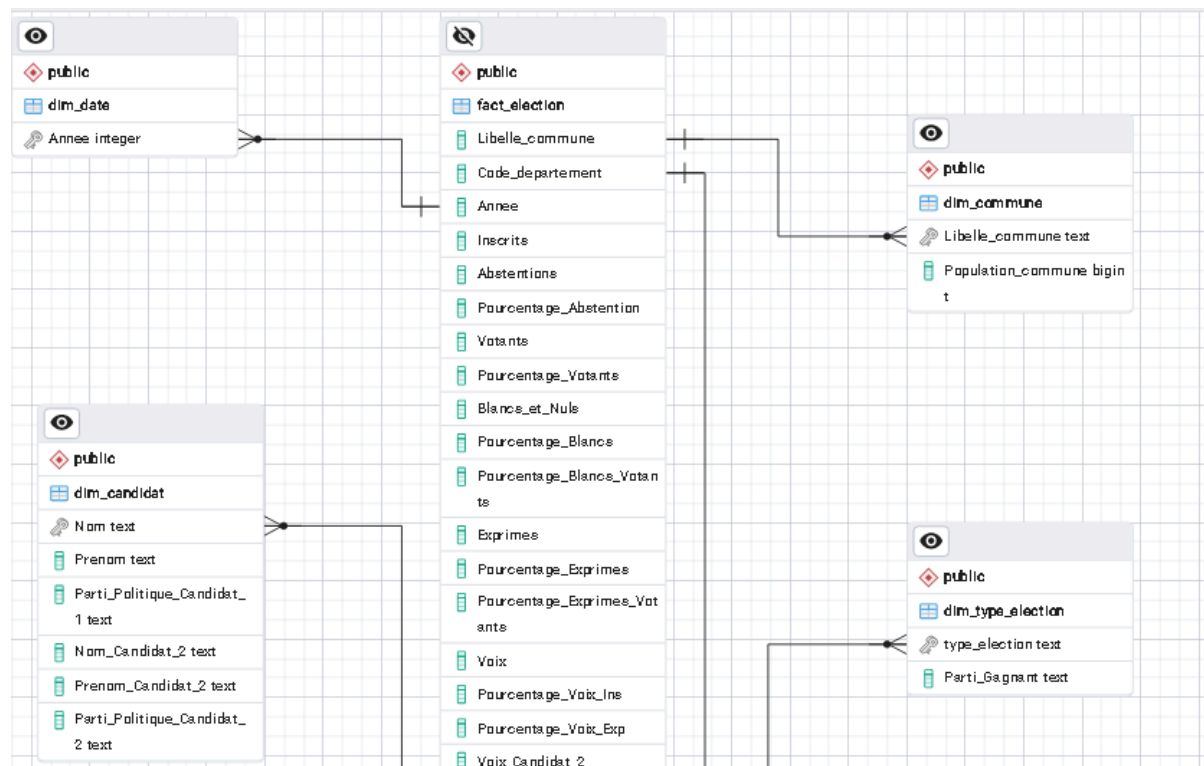 public
dim_date
Annee integer
public
dim_candidat
Nom text
Prenom text
Parti_Politique_Candidat_
1 text
Nom_Candidat_2 text
Prenom_Candidat_2 text
Parti_Politique_Candidat_
2 text
public
fact_election
Libelle_commune
Code_departement
Annee
Inscrits
Abstentions
Pourcentage_Abstention
Votants
Pourcentage_Votants
Blancs_et_Nuls
Pourcentage_Blancs
Pourcentage_Blancs_Votan
ts
Exprimes
Pourcentage_Exprimes
Pourcentage_Exprimes_Vot
ants
Voix
Pourcentage_Voix_Ins
Pourcentage_Voix_Exp
Voix_Candidat_2
public
dim_commune
Libelle_commune text
Population_commune bigin
t
public
dim_type_election
type_election text
Parti_Gagnant text